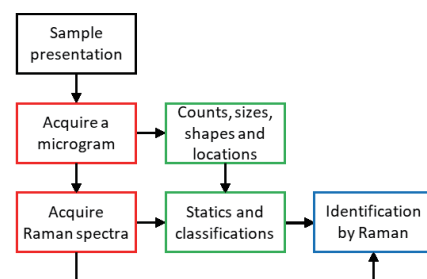 Sample
presentation
Acquire a
microgram
Counts, sizes,
shapes and
locations
Acquire
Raman spectra
Statics and
classifications
Identification
by Raman